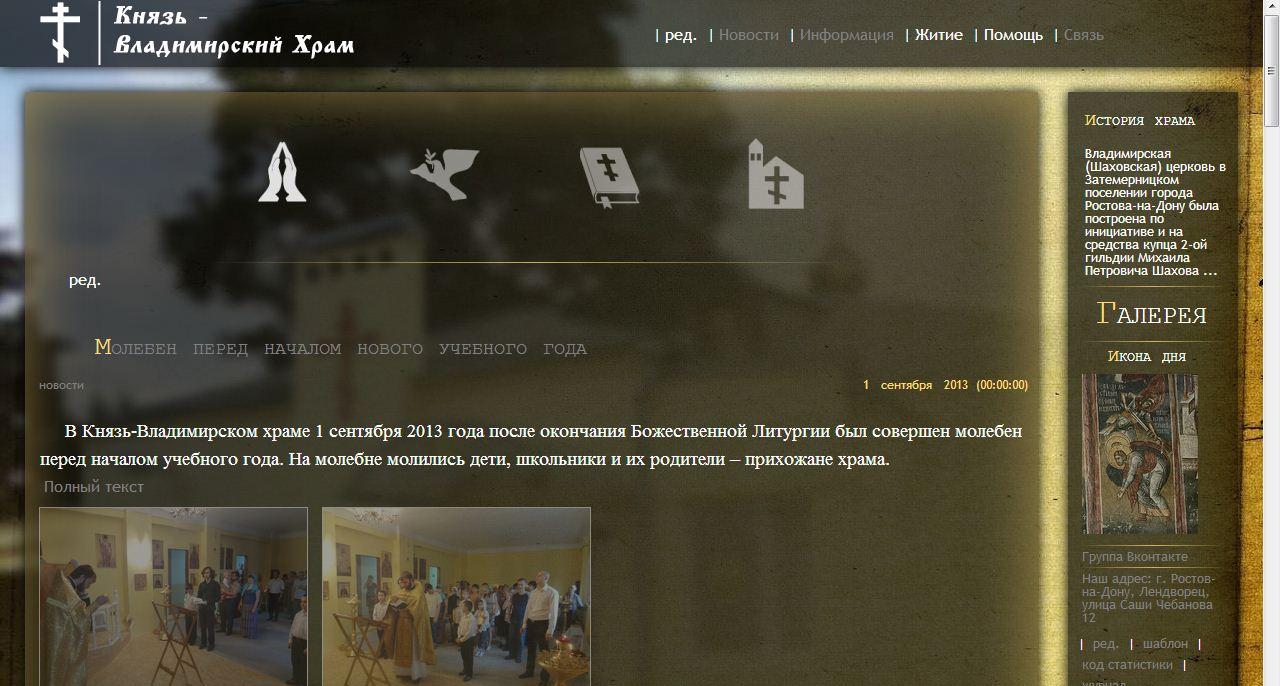 Князь -
Владимирский Храм
| ред. | Новости | Информация | Житие | Помощь | Связь
ред.
Молебен перед началом нового учебного года
новости
1 сентября 2013 (00:00:00)
В Князь-Владимирском храме 1 сентября 2013 года после окончания Божественной Литургии был совершен молебен
перед началом учебного года. На молебне молились дети, школьники и их родители – прихожане храма.
Полный текст
История храма
Владимирская
(Шаховская) церковь в
Затемерницком
поселении города
Ростова-на-Дону была
построена по
инициативе и на
средства купца 2-ой
гильдии Михаила
Петровича Шахова ...
Галерея
Икона дня
Группа Вконтакте
Наш адрес: г. Ростов-
на-Дону, Лендворец,
улица Саши Чебанова
12
| ред. | шаблон |
код статистики |
журнал